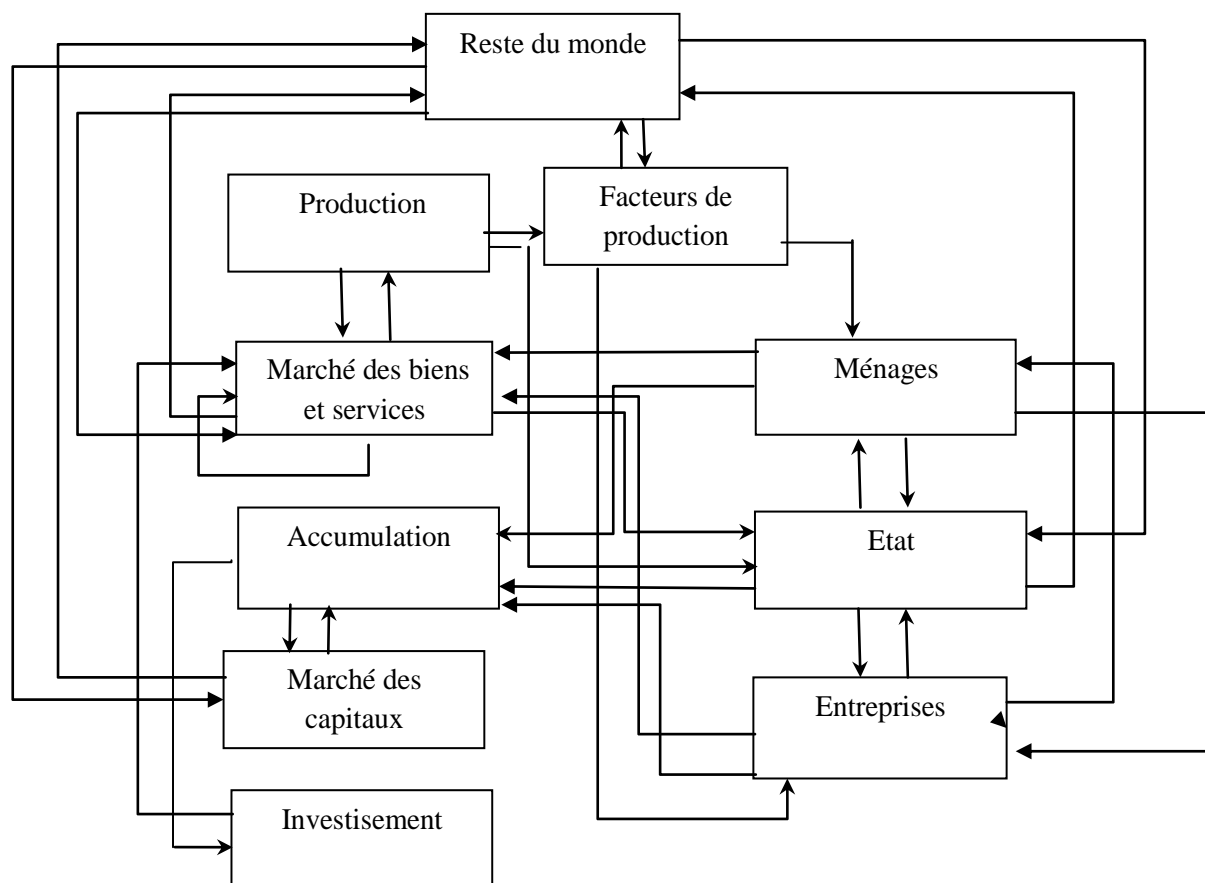 Reste du monde
Production
Facteurs de
production
Marché des biens
et services
Ménages
Accumulation
Etat
Marché des
capitaux
Entreprises
Investisement